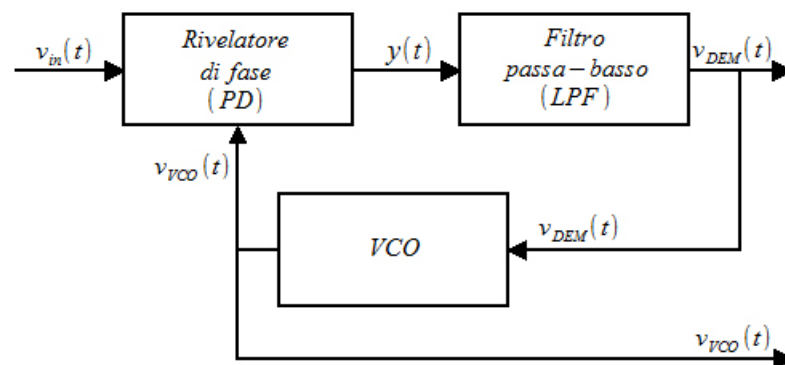 v_in(t)
Rivelatore
di fase
(PD)
y(t)
Filtro
passa-basso
(LPF)
v_DEM(t)
v_VCO(t)
VCO
v_DEM(t)
v_VCO(t)